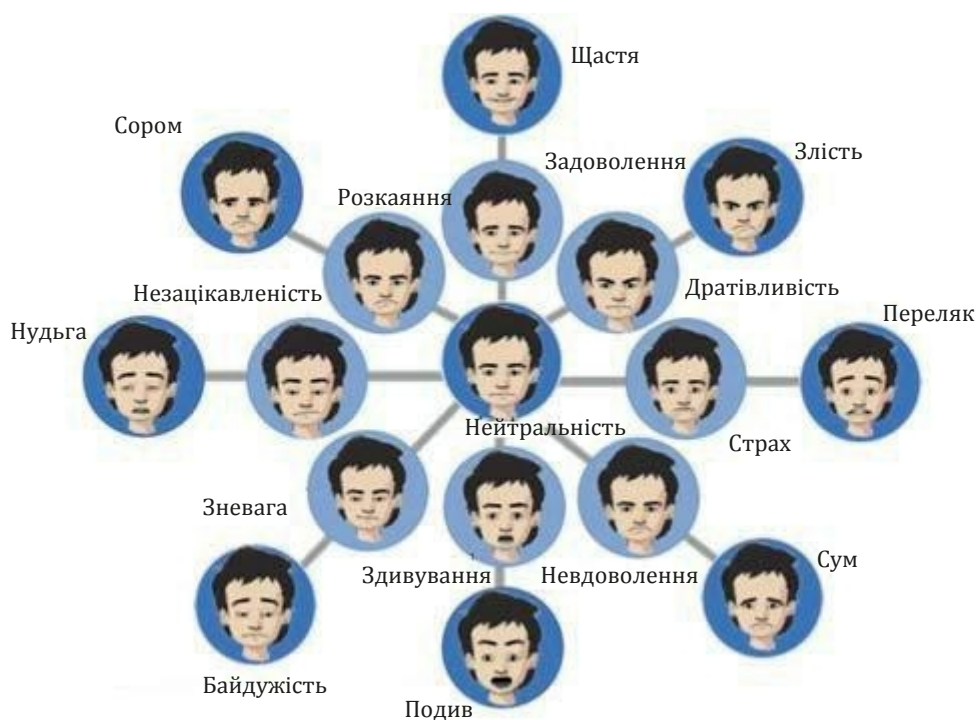 Щастя
Сором
Задоволення
Злість
Розкаяння
Незацікавленість
Дратівливість
Нудьга
Переляк
Нейтральність
Страх
Зневага
Здивування
Невдоволення
Сум
Байдужість
Подив